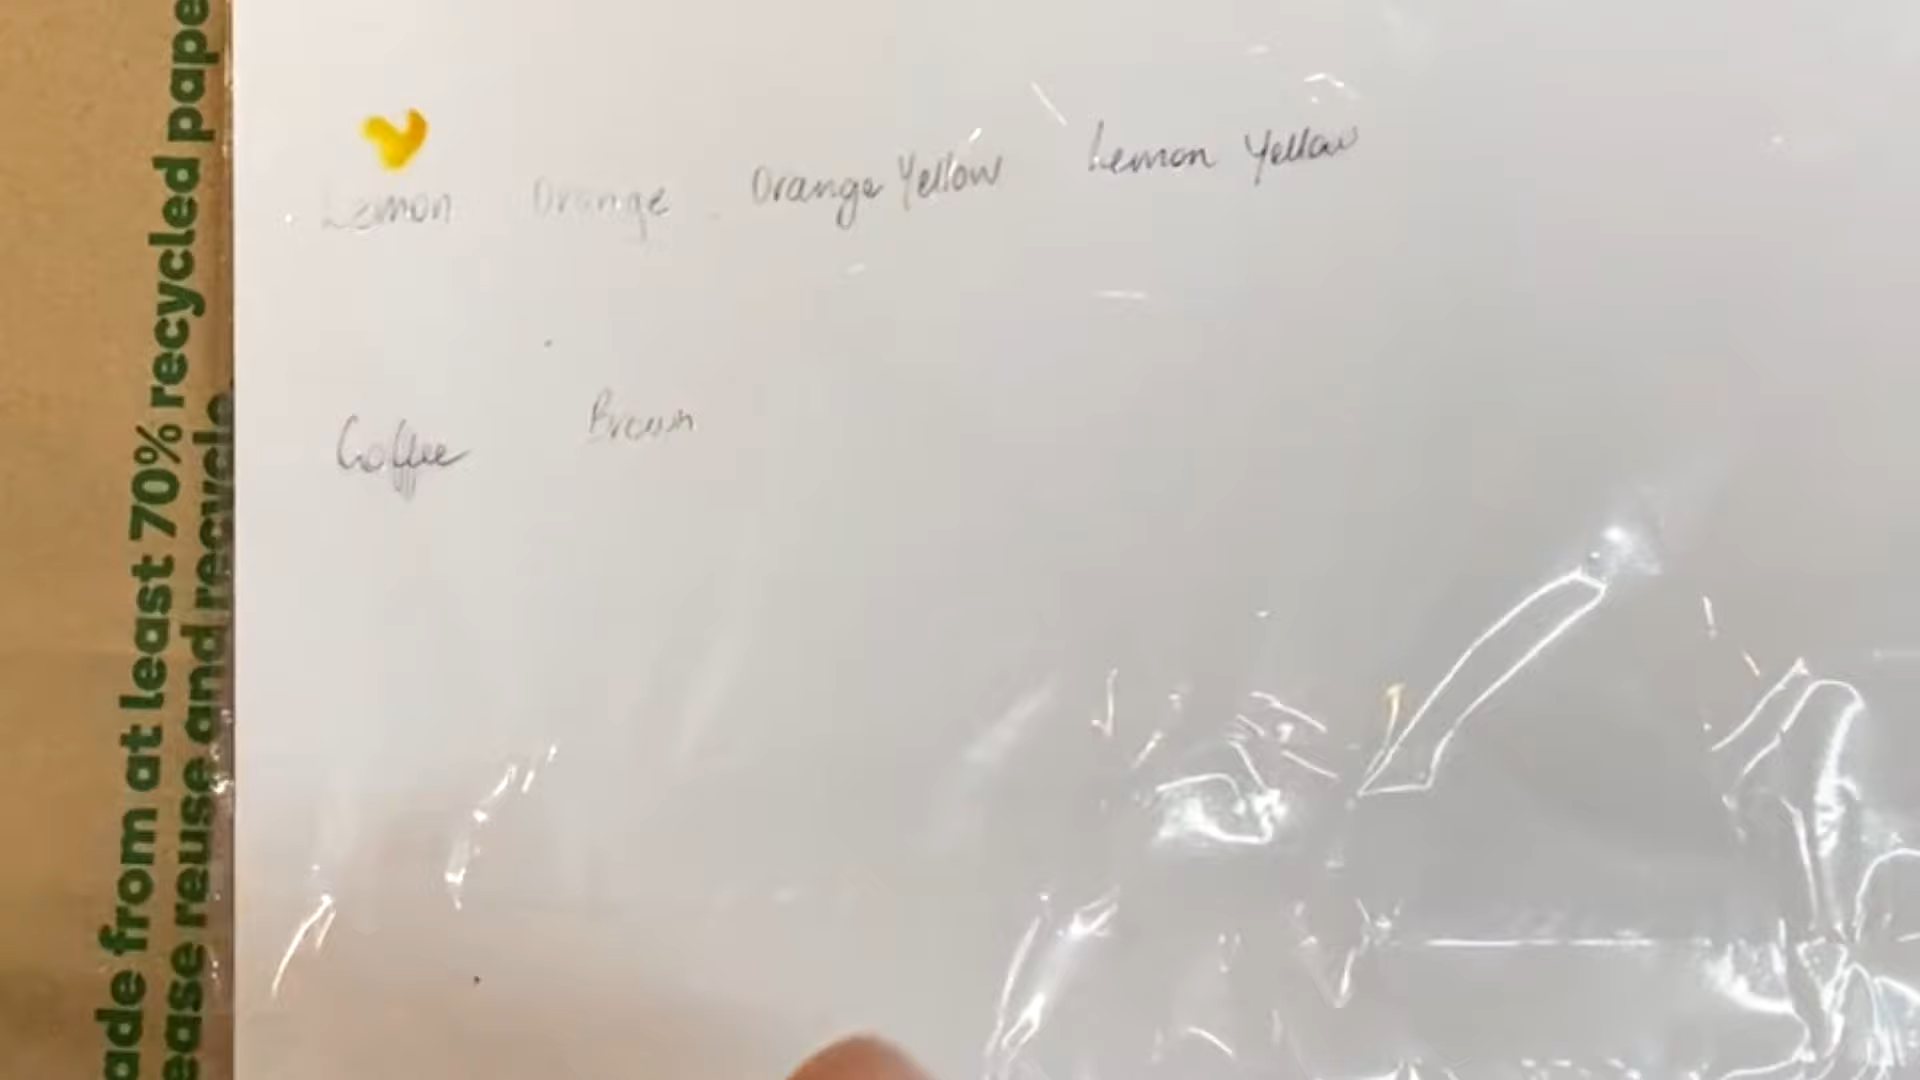 Lemon Orange Orange Yellow Lemon Yellow
Coffee Brown
ade from at least 70% recycled pape
ease reuse and recycle.